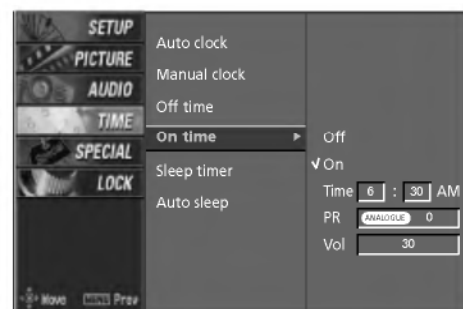 SETUP
PICTURE
AUDIO
TIME
SPECIAL
LOCK
Move MENU Prev
Auto clock
Manual clock
Off time
On time
Sleep timer
Auto sleep
Off
✔On
Time 6 : 30 AM
PR ANALOGUE 0
Vol 30